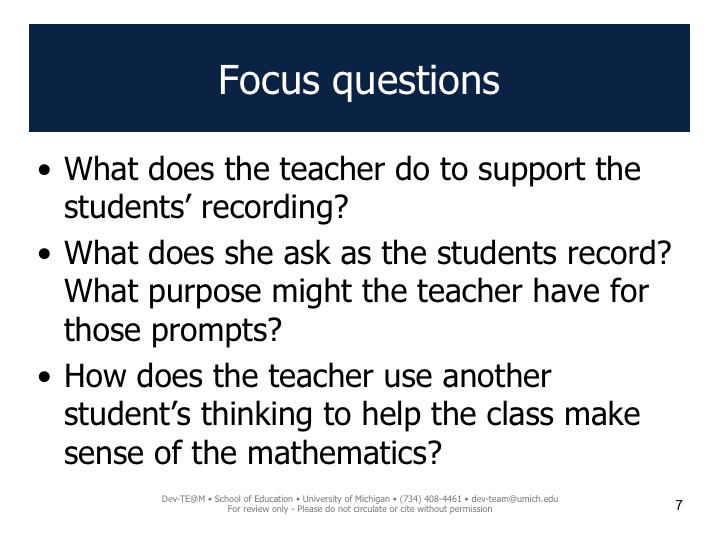 Focus questions
• What does the teacher do to support the
students’ recording?
• What does she ask as the students record?
What purpose might the teacher have for
those prompts?
• How does the teacher use another
student’s thinking to help the class make
sense of the mathematics?
Dev-TE@M • School of Education • University of Michigan • (734) 408-4461 • dev-team@umich.edu
For review only - Please do not circulate or cite without permission
7